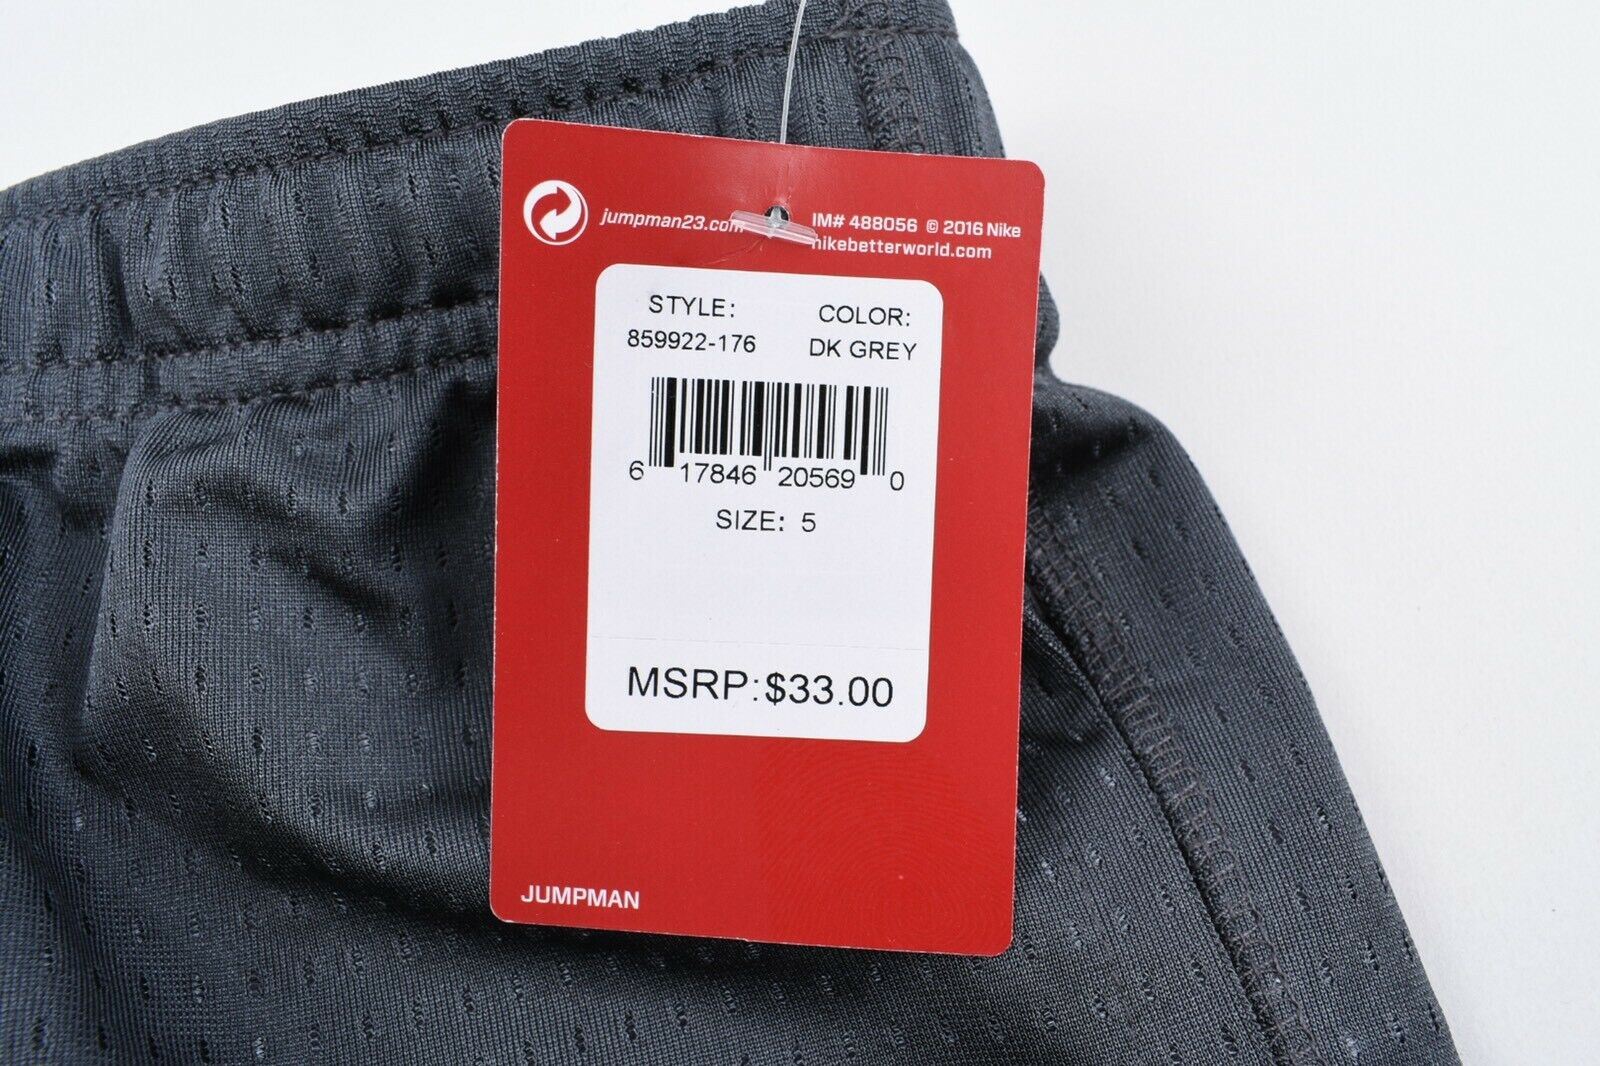 jumpman23.com
IM# 488056 © 2016 Nike
nikebetterworld.com
STYLE:
859922-176
COLOR:
DK GREY
6 17846 20569 0
SIZE: 5
MSRP:$33.00
JUMPMAN